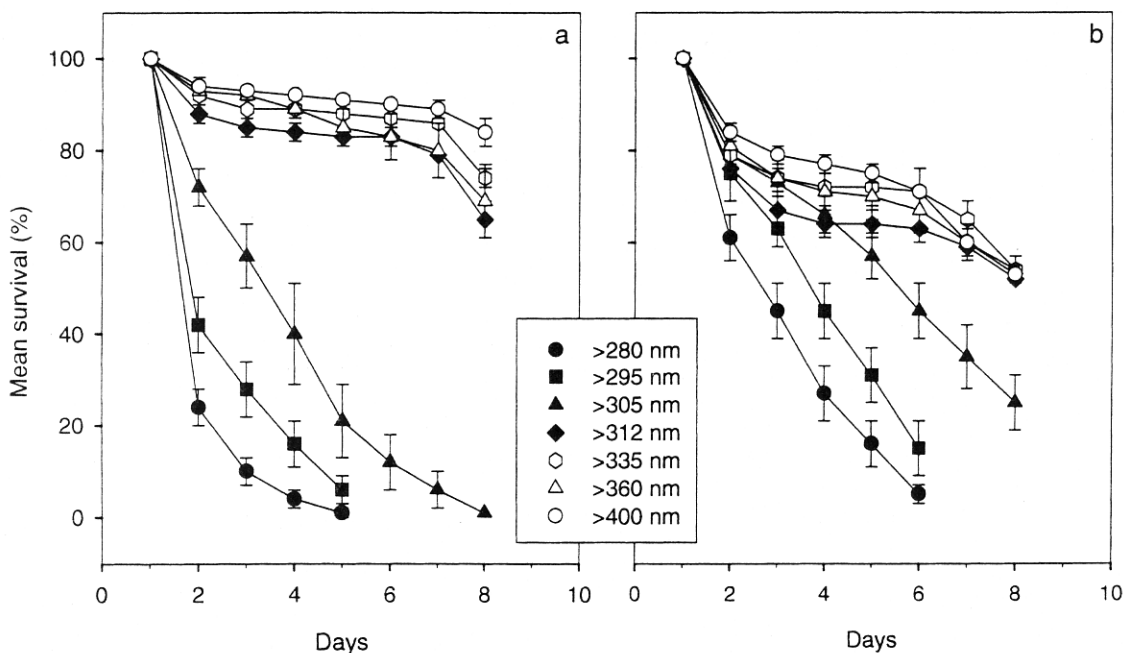 a
b
100
80
60
40
20
0
Mean survival (%)
>280 nm
>295 nm
>305 nm
>312 nm
>335 nm
>360 nm
>400 nm
0 2 4 6 8 10
0 2 4 6 8 10
Days
Days